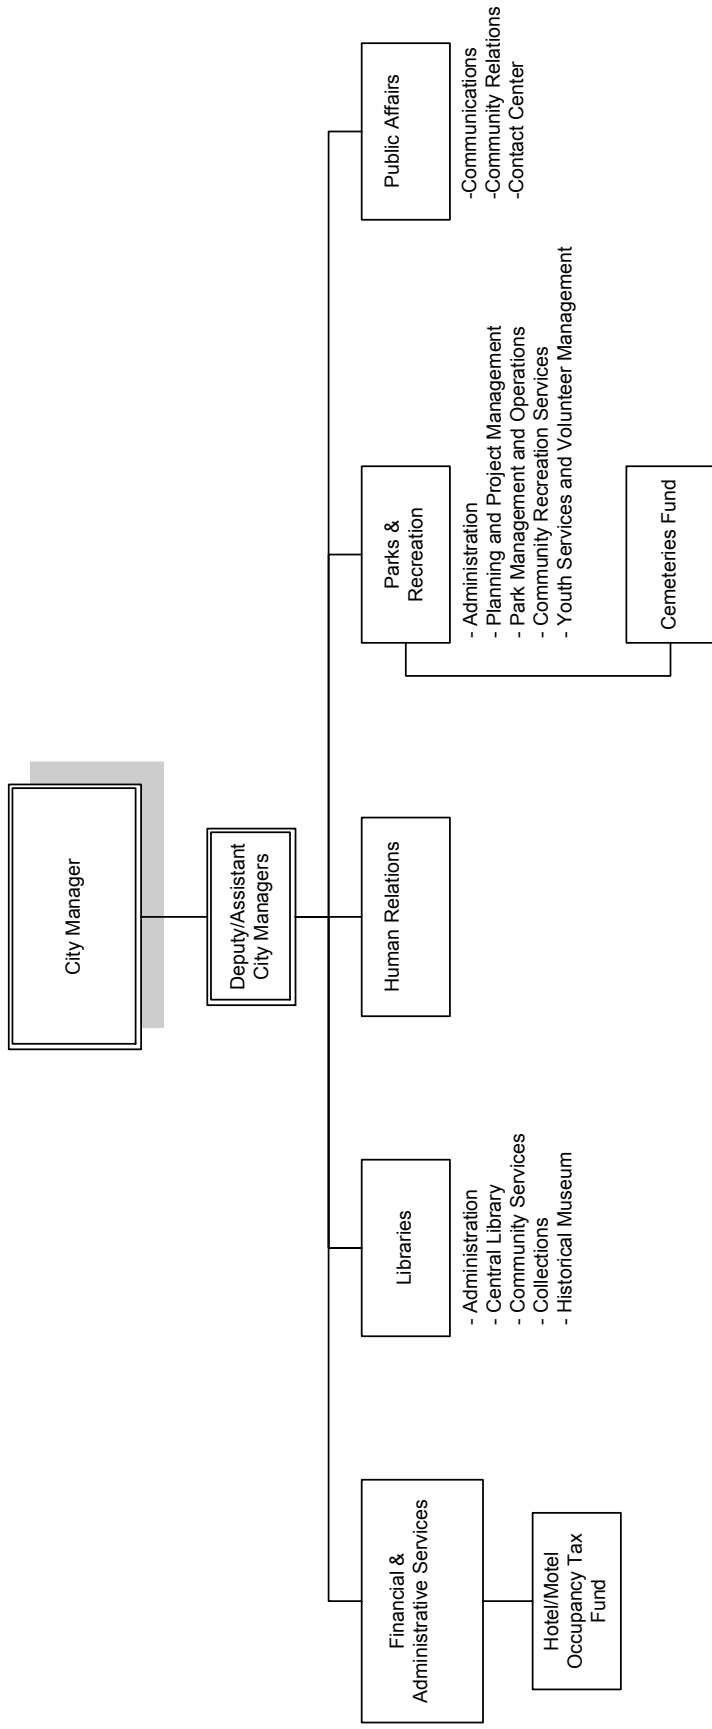 City Manager
Deputy/Assistant
City Managers
Financial &
Administrative Services
Hotel/Motel
Occupancy Tax
Fund
Libraries
- Administration
- Central Library
- Community Services
- Collections
- Historical Museum
Human Relations
Parks &
Recreation
- Administration
- Planning and Project Management
- Park Management and Operations
- Community Recreation Services
- Youth Services and Volunteer Management
Cemeteries Fund
Public Affairs
-Communications
-Community Relations
-Contact Center